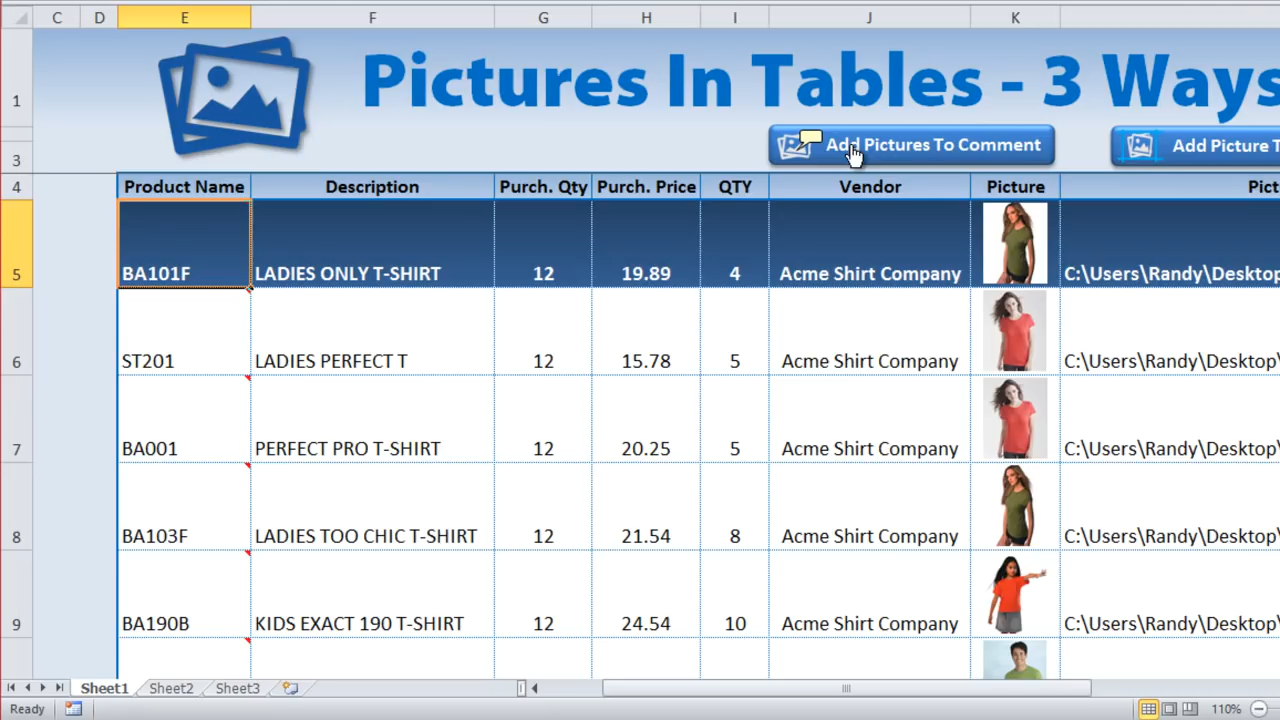 C D E F G H I J K
1 Pictures In Tables - 3 Ways
3 Add Pictures To Comment Add Picture T
4 Product Name Description Purch. Qty Purch. Price QTY Vendor Picture Pict
5 BA101F LADIES ONLY T-SHIRT 12 19.89 4 Acme Shirt Company C:\Users\Randy\Desktop
6 ST201 LADIES PERFECT T 12 15.78 5 Acme Shirt Company C:\Users\Randy\Desktop\
7 BA001 PERFECT PRO T-SHIRT 12 20.25 5 Acme Shirt Company C:\Users\Randy\Desktop\
8 BA103F LADIES TOO CHIC T-SHIRT 12 21.54 8 Acme Shirt Company C:\Users\Randy\Desktop\
9 BA190B KIDS EXACT 190 T-SHIRT 12 24.54 10 Acme Shirt Company C:\Users\Randy\Desktop\
Sheet1 Sheet2 Sheet3
Ready 110%